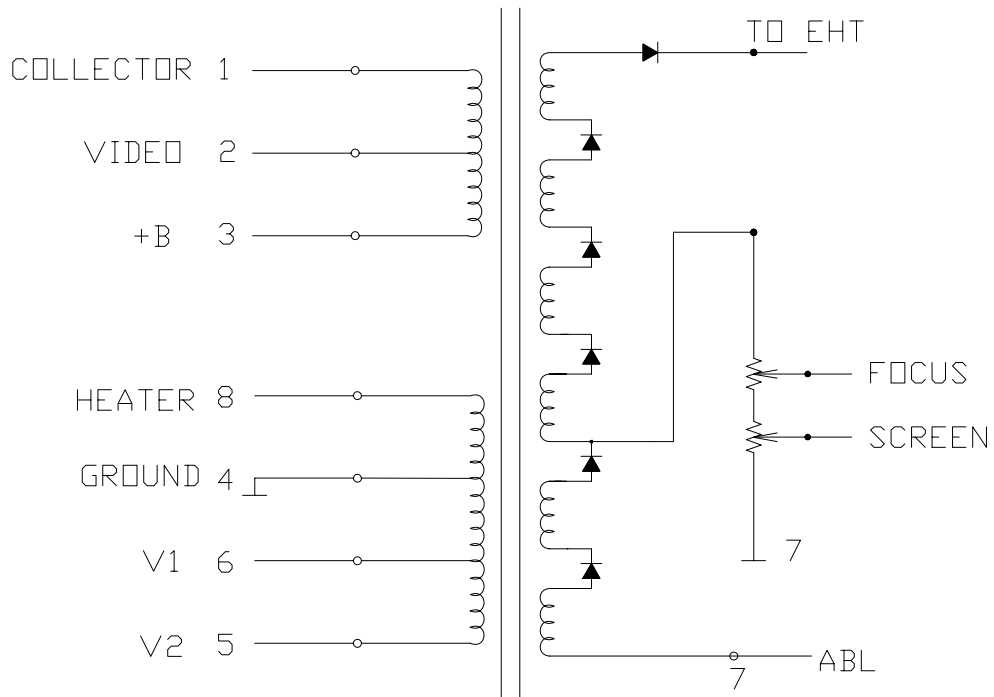 TO EHT
COLLECTOR 1
VIDEO 2
+B 3
HEATER 8
FOCUS
SCREEN
GROUND 4
V1 6
7
V2 5
ABL
7